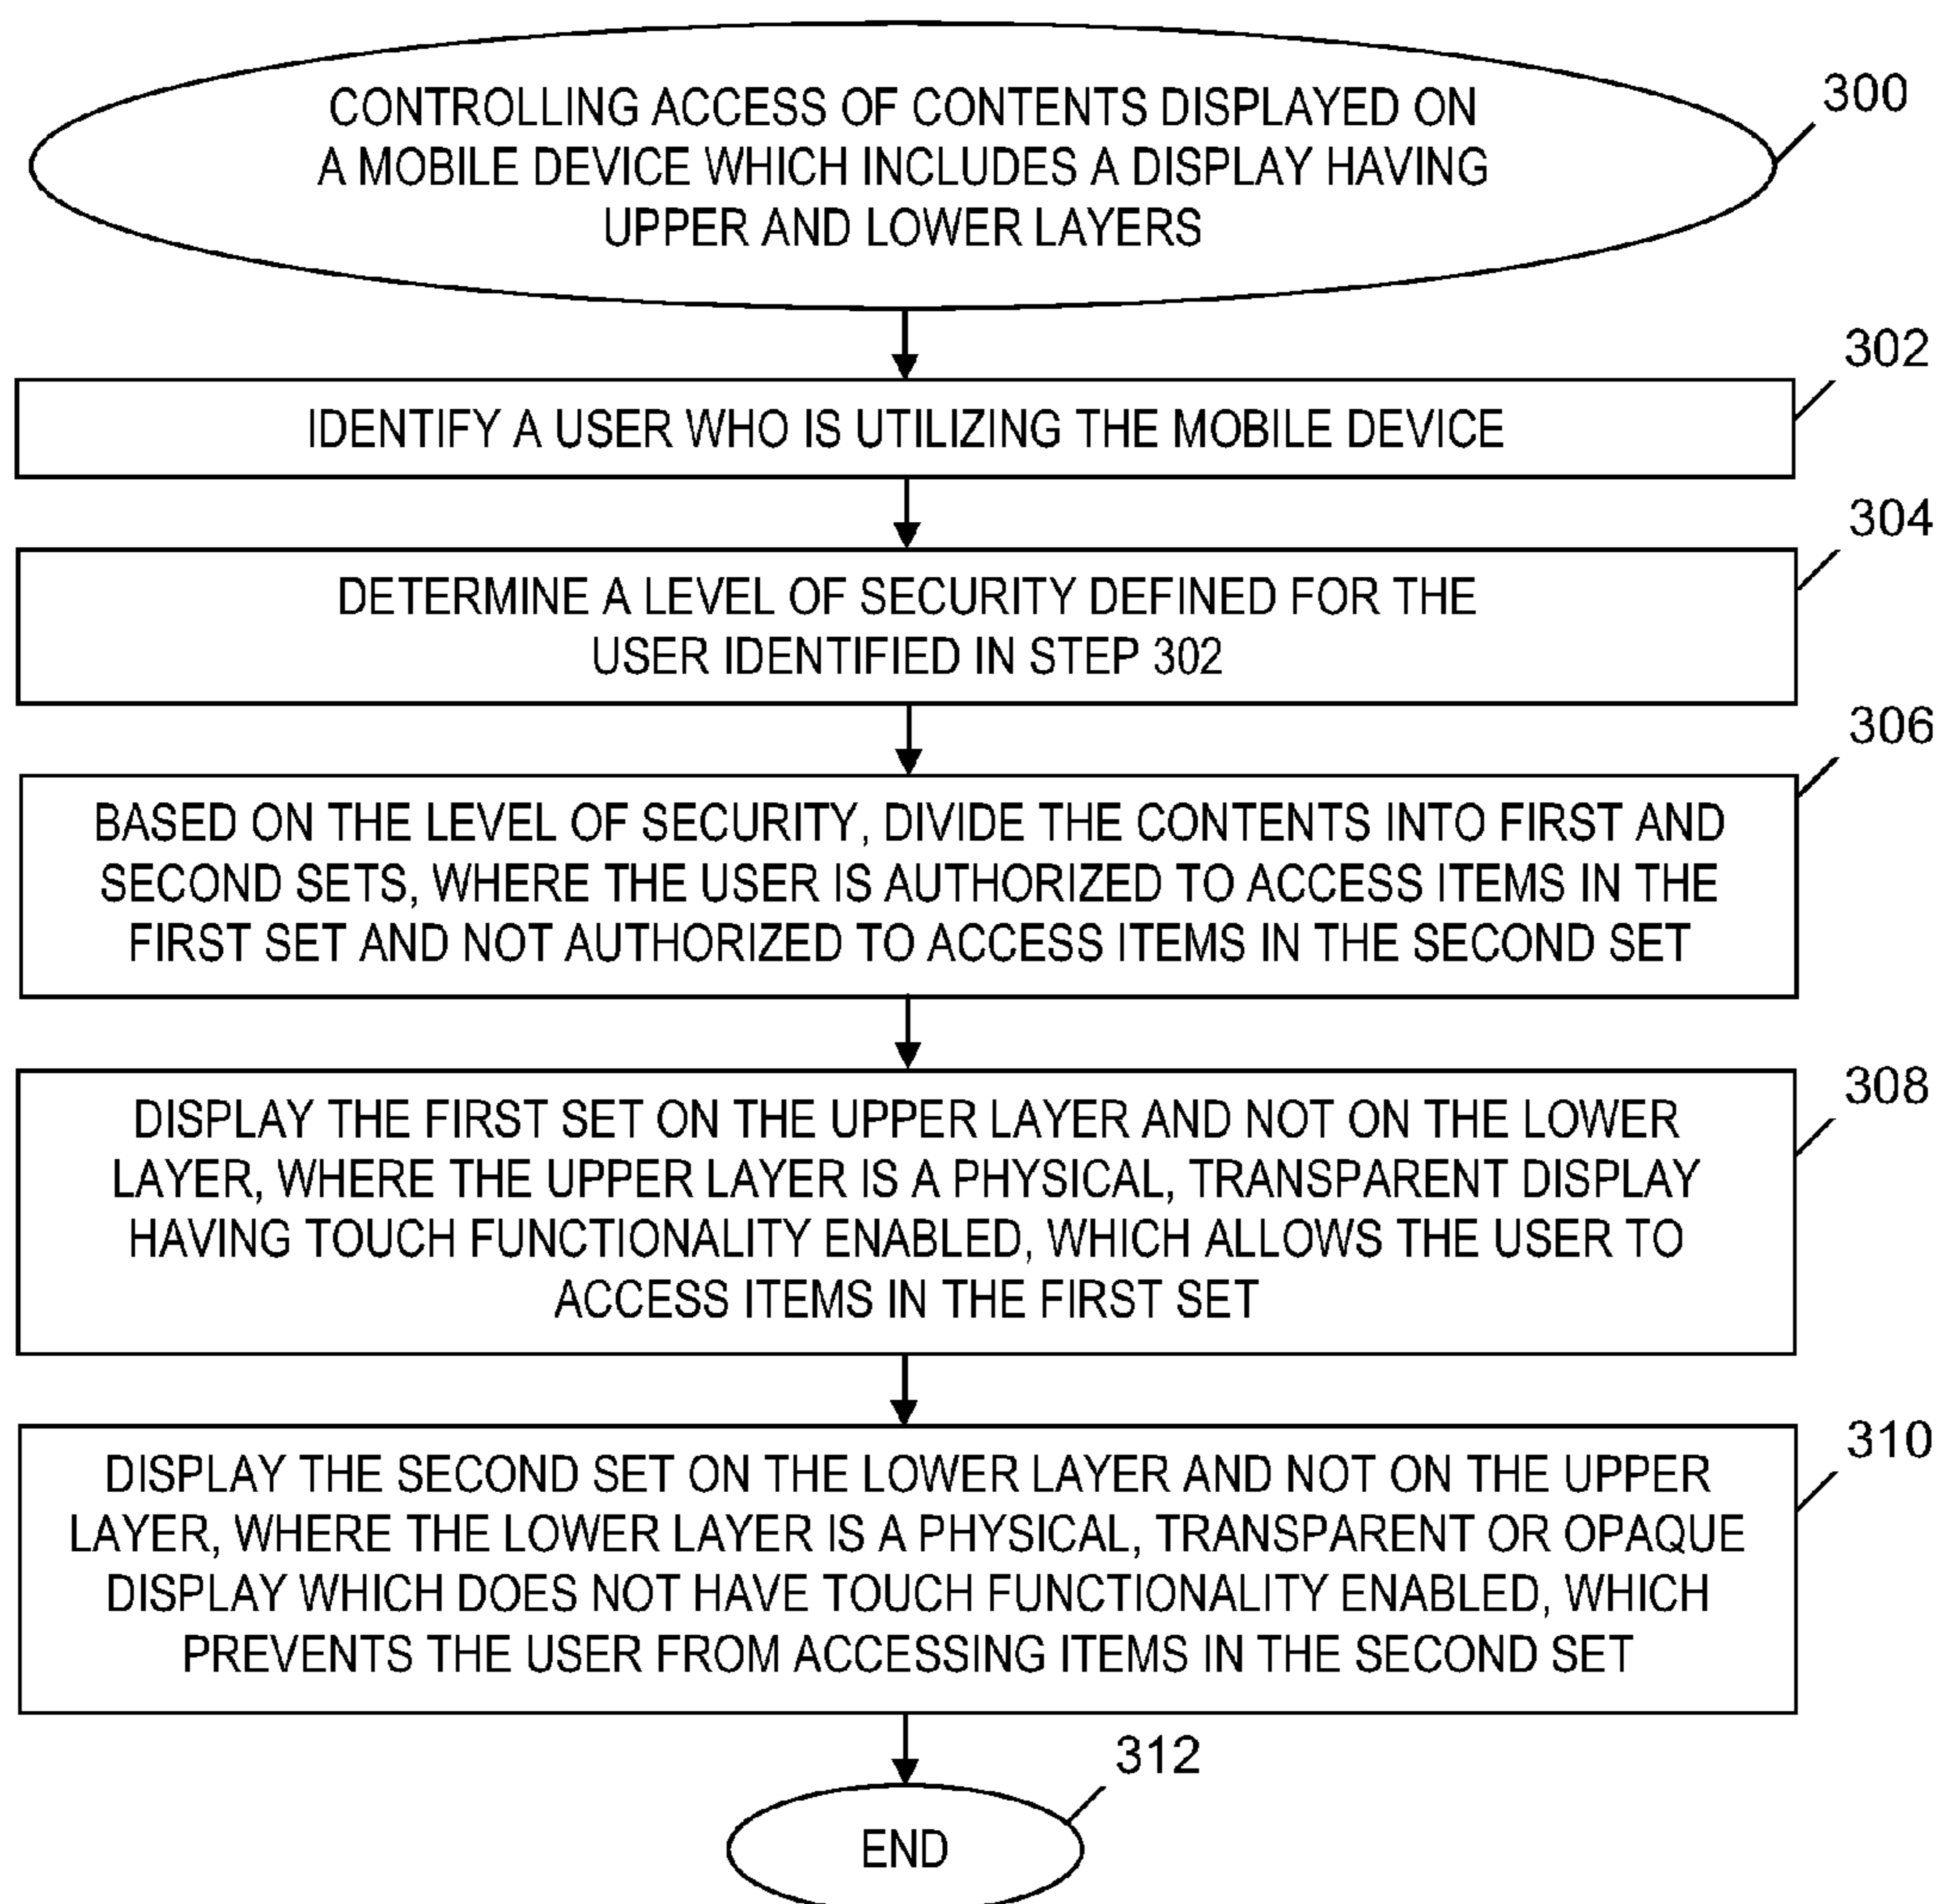 CONTROLLING ACCESS OF CONTENTS DISPLAYED ON
A MOBILE DEVICE WHICH INCLUDES A DISPLAY HAVING
UPPER AND LOWER LAYERS
300
302
IDENTIFY A USER WHO IS UTILIZING THE MOBILE DEVICE
304
DETERMINE A LEVEL OF SECURITY DEFINED FOR THE
USER IDENTIFIED IN STEP 302
306
BASED ON THE LEVEL OF SECURITY, DIVIDE THE CONTENTS INTO FIRST AND
SECOND SETS, WHERE THE USER IS AUTHORIZED TO ACCESS ITEMS IN THE
FIRST SET AND NOT AUTHORIZED TO ACCESS ITEMS IN THE SECOND SET
308
DISPLAY THE FIRST SET ON THE UPPER LAYER AND NOT ON THE LOWER
LAYER, WHERE THE UPPER LAYER IS A PHYSICAL, TRANSPARENT DISPLAY
HAVING TOUCH FUNCTIONALITY ENABLED, WHICH ALLOWS THE USER TO
ACCESS ITEMS IN THE FIRST SET
310
DISPLAY THE SECOND SET ON THE LOWER LAYER AND NOT ON THE UPPER
LAYER, WHERE THE LOWER LAYER IS A PHYSICAL, TRANSPARENT OR OPAQUE
DISPLAY WHICH DOES NOT HAVE TOUCH FUNCTIONALITY ENABLED, WHICH
PREVENTS THE USER FROM ACCESSING ITEMS IN THE SECOND SET
312
END